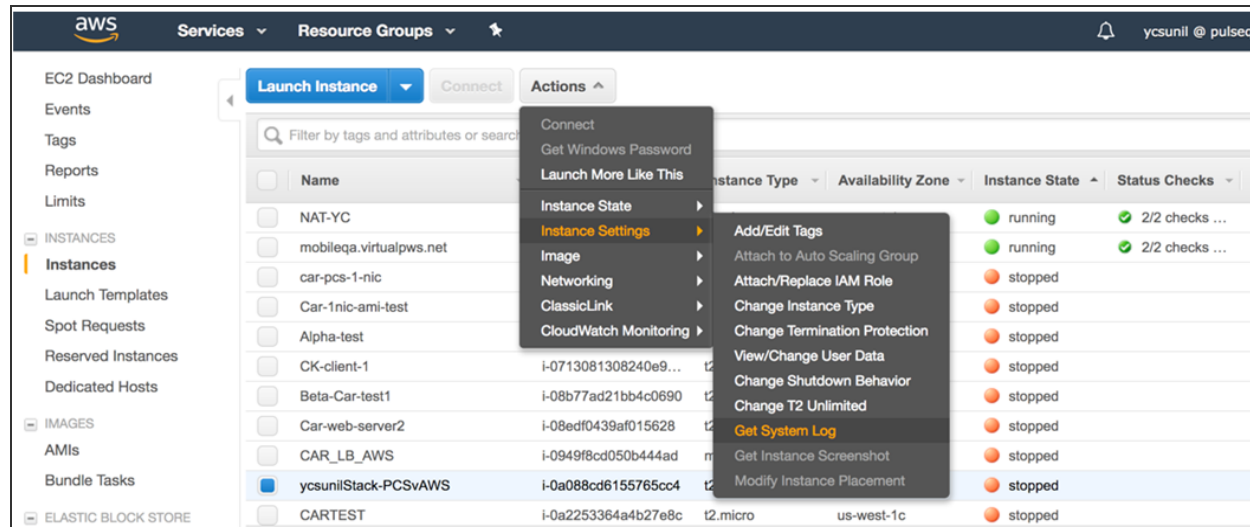 aws Services Resource Groups ycsunil @ pulsed
EC2 Dashboard
Events
Tags
Reports
Limits
INSTANCES
Instances
Launch Templates
Spot Requests
Reserved Instances
Dedicated Hosts
IMAGES
AMIs
Bundle Tasks
ELASTIC BLOCK STORE
Launch Instance Connect Actions
Filter by tags and attributes or search
Connect
Get Windows Password
Launch More Like This
Instance State
Instance Settings
Image
Networking
ClassicLink
CloudWatch Monitoring
Add/Edit Tags
Attach to Auto Scaling Group
Attach/Replace IAM Role
Change Instance Type
Change Termination Protection
View/Change User Data
Change Shutdown Behavior
Change T2 Unlimited
Get System Log
Get Instance Screenshot
Modify Instance Placement
Name nstance Type Availability Zone Instance State Status Checks
NAT-YC running 2/2 checks ...
mobileqa.virtualpws.net running 2/2 checks ...
car-pcs-1-nic stopped
Car-1nic-ami-test stopped
Alpha-test stopped
CK-client-1 i-0713081308240e9... t2 stopped
Beta-Car-test1 i-08b77ad21bb4c0690 t2 stopped
Car-web-server2 i-08edf0439af015628 t2 stopped
CAR_LB_AWS i-0949f8cd050b444ad m stopped
ycsunilStack-PCSvAWS i-0a088cd6155765cc4 t2 stopped
CARTEST i-0a2253364a4b27e8c t2.micro us-west-1c stopped